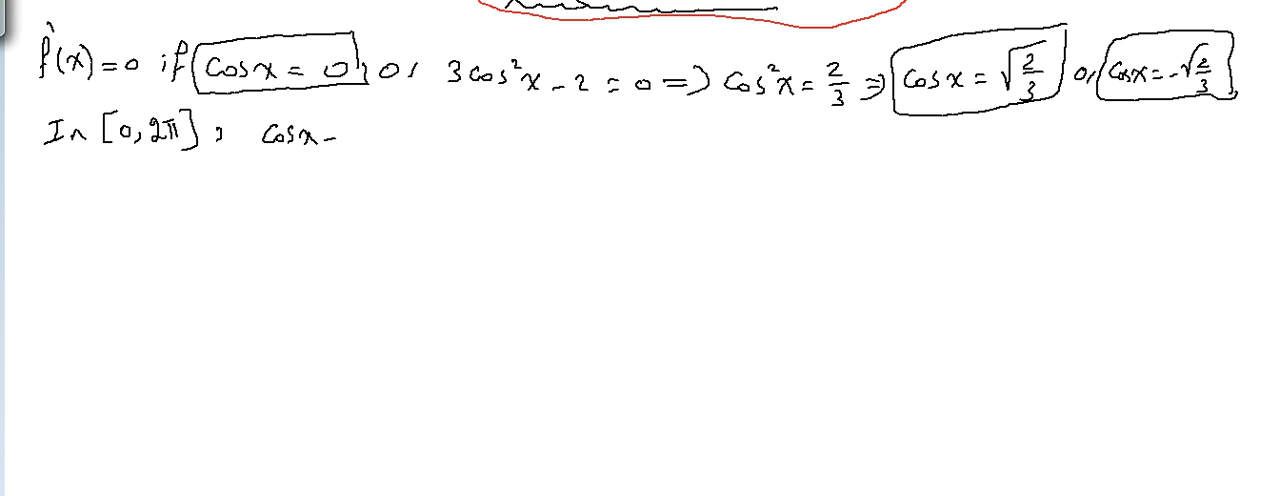 f'(x) = 0 if cos x = 0, or 3cos²x - 2 = 0 => cos²x = 2/3 => cos x = √(2/3) or cos x = -√(2/3),
In [0, 2π], cos x -